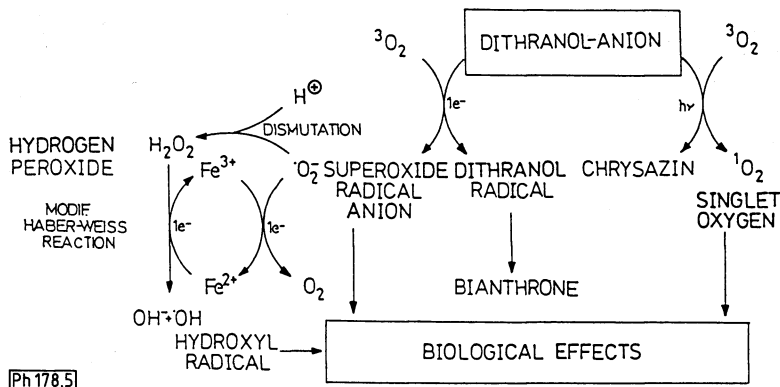 ³O₂
DITHRANOL-ANION
³O₂
H⊕
1e⁻
hν
DISMUTATION
HYDROGEN
PEROXIDE
H₂O₂
Fe³⁺
·O₂⁻
SUPEROXIDE
RADICAL
ANION
DITHRANOL
RADICAL
CHRYSAZIN
¹O₂
SINGLET
OXYGEN
MODIF.
HABER-WEISS
REACTION
1e⁻
1e⁻
Fe²⁺
O₂
BIANTHRONE
OH⁻+·OH
HYDROXYL
RADICAL
BIOLOGICAL EFFECTS
Ph 178.5